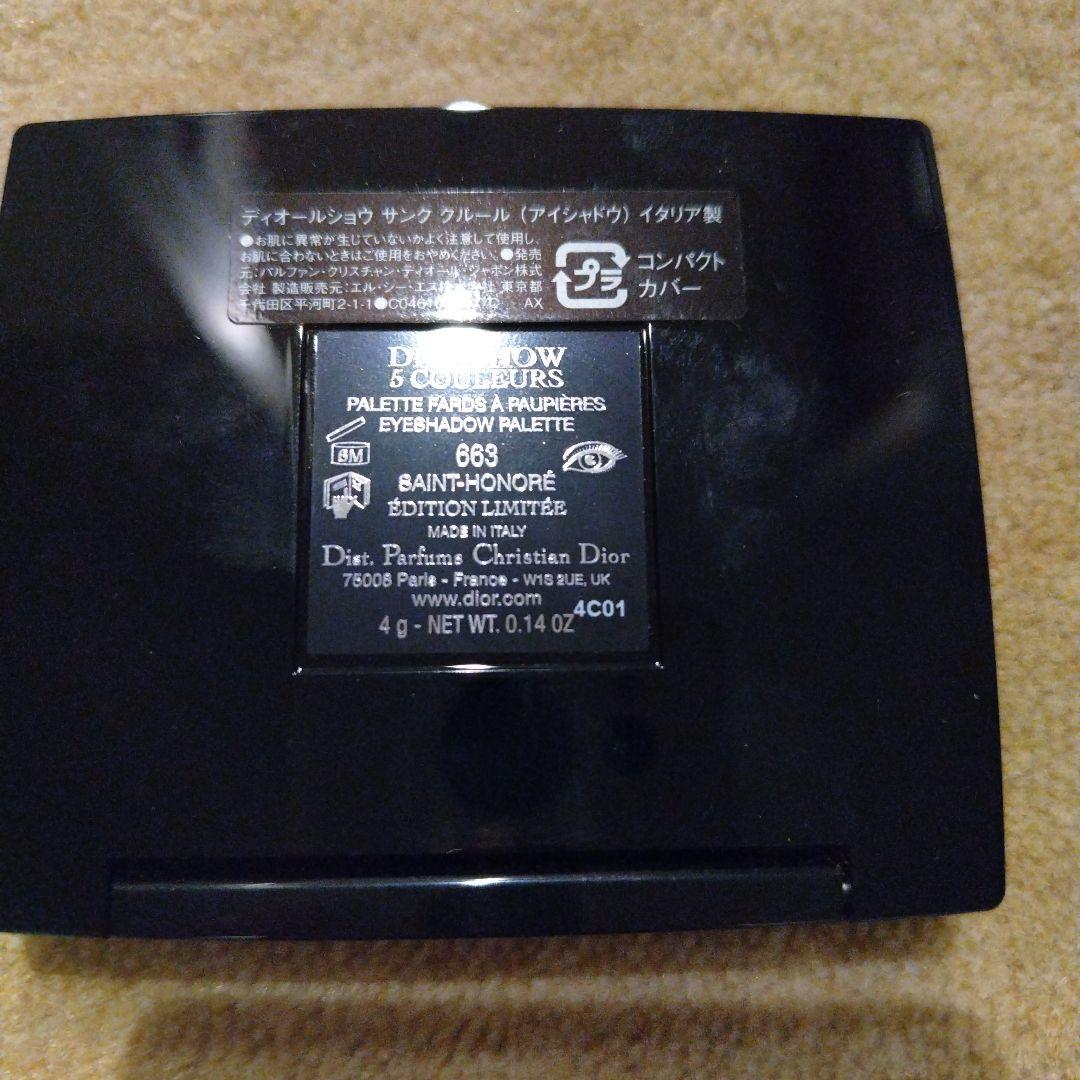 ディオールショウ サンク クルール (アイシャドウ) イタリア製
●お肌に異常が生じていないかよく注意して使用し、
お肌に合わないときはご使用をおやめください。●発売
元:パルファン・クリスチャン・ディオール・ジャポン株式
会社 製造販売元:エル・シー・エス株式会社 東京都
千代田区平河町2-1-1 AX
プラ
コンパクト
カバー
5 COULEURS
PALETTE FARDS À PAUPIÈRES
EYESHADOW PALETTE
6M
663
SAINT-HONORÉ
ÉDITION LIMITÉE
MADE IN ITALY
Dist. Parfums Christian Dior
75008 Paris - France - W1S 2UE, UK
www.dior.com
4C01
4 g - NET WT. 0.14 OZ